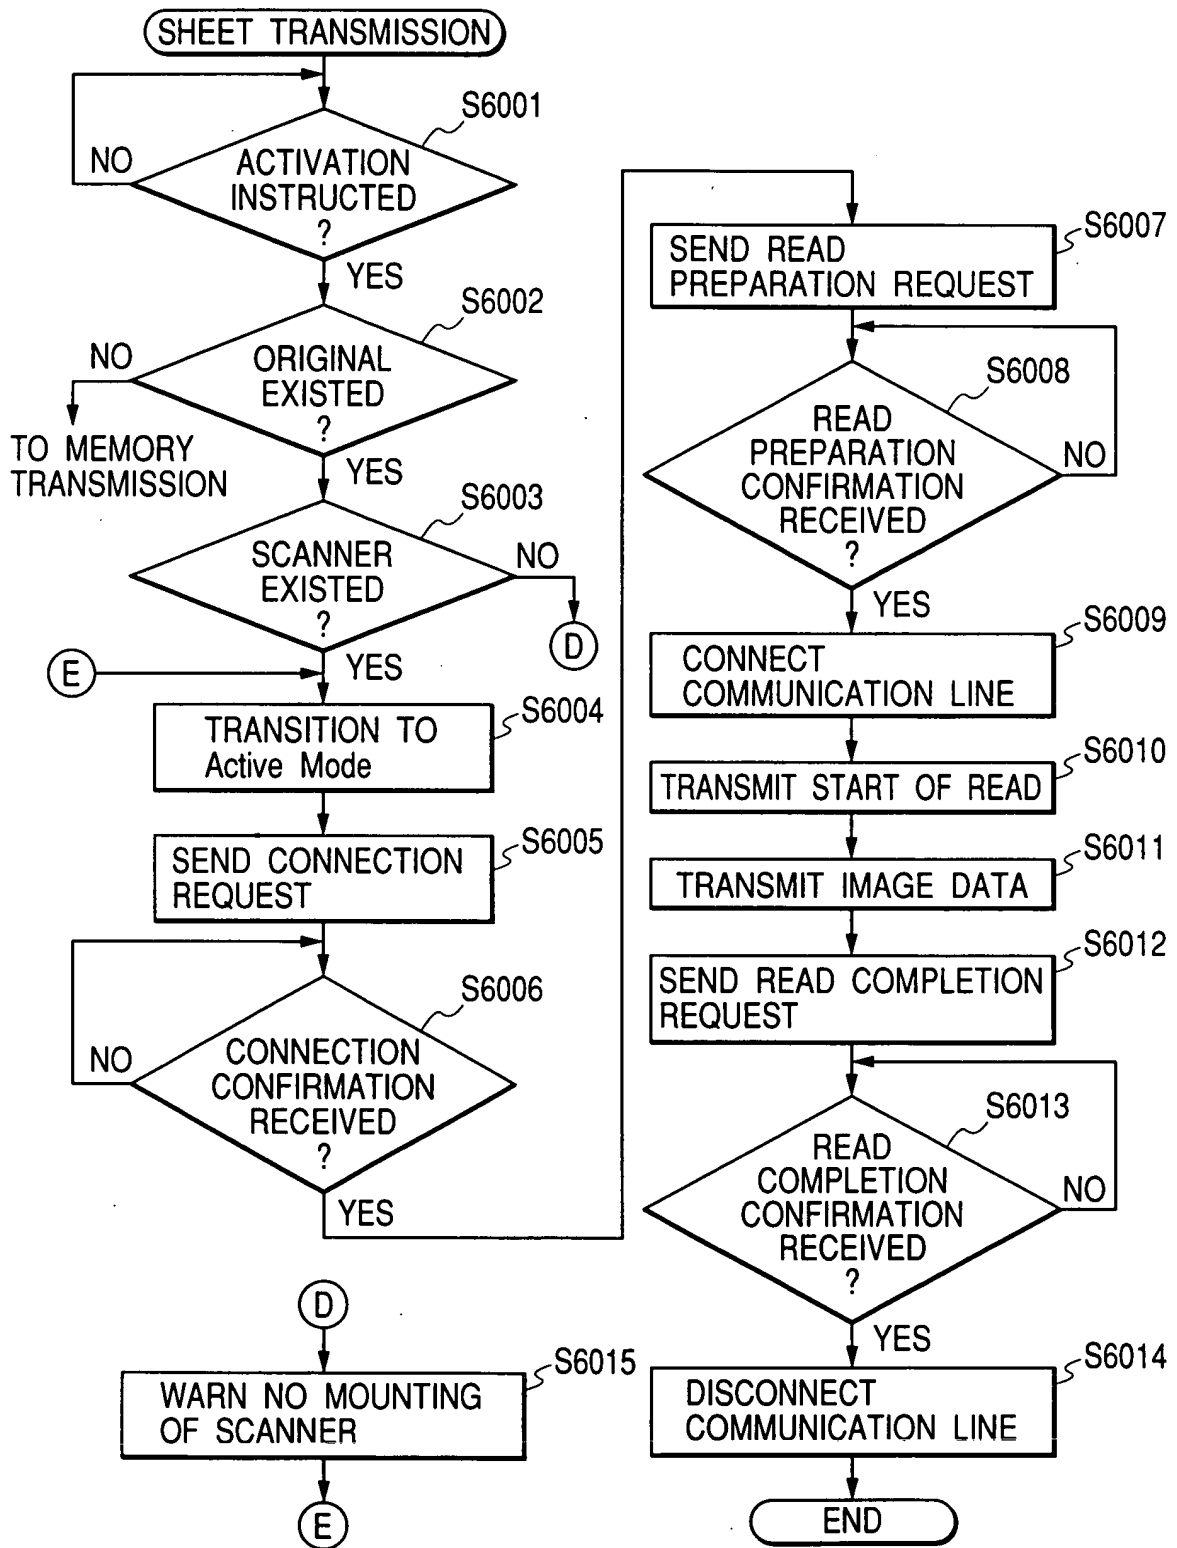 SHEET TRANSMISSION
S6001
ACTIVATION
INSTRUCTED
?
NO
YES
S6002
ORIGINAL
EXISTED
?
NO
TO MEMORY
TRANSMISSION
YES
S6003
SCANNER
EXISTED
?
NO
D
YES
E
S6004
TRANSITION TO
Active Mode
S6005
SEND CONNECTION
REQUEST
S6006
CONNECTION
CONFIRMATION
RECEIVED
?
NO
YES
D
S6015
WARN NO MOUNTING
OF SCANNER
E
S6007
SEND READ
PREPARATION REQUEST
S6008
READ
PREPARATION
CONFIRMATION
RECEIVED
?
NO
YES
S6009
CONNECT
COMMUNICATION LINE
S6010
TRANSMIT START OF READ
S6011
TRANSMIT IMAGE DATA
S6012
SEND READ COMPLETION
REQUEST
S6013
READ
COMPLETION
CONFIRMATION
RECEIVED
?
NO
YES
S6014
DISCONNECT
COMMUNICATION LINE
END